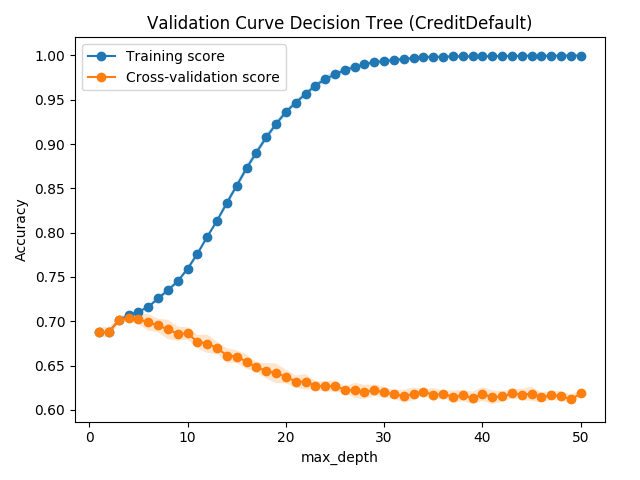 Validation Curve Decision Tree (CreditDefault)
Training score
Cross-validation score
1.00
0.95
0.90
0.85
0.80
0.75
0.70
0.65
0.60
Accuracy
0 10 20 30 40 50
max_depth